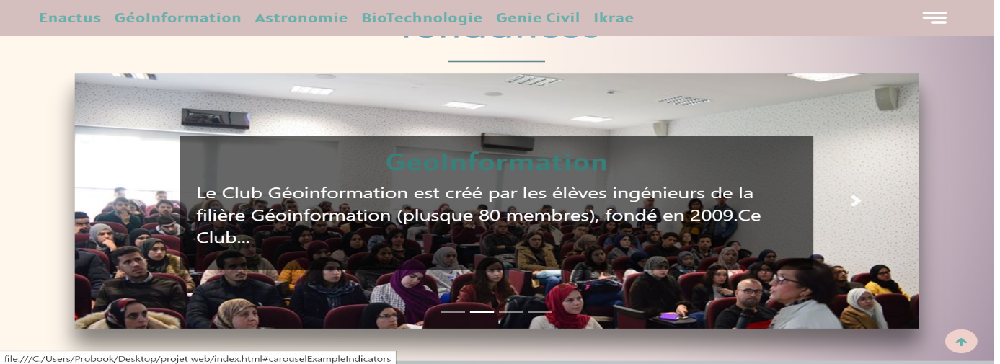 Enactus GéoInformation Astronomie BioTechnologie Genie Civil Ikrae
Tendances
GeoInformation
Le Club Géoinformation est créé par les élèves ingénieurs de la
filière Géoinformation (plusque 80 membres), fondé en 2009.Ce
Club...
file:///C:/Users/Probook/Desktop/projet web/index.html#carouselExampleIndicators